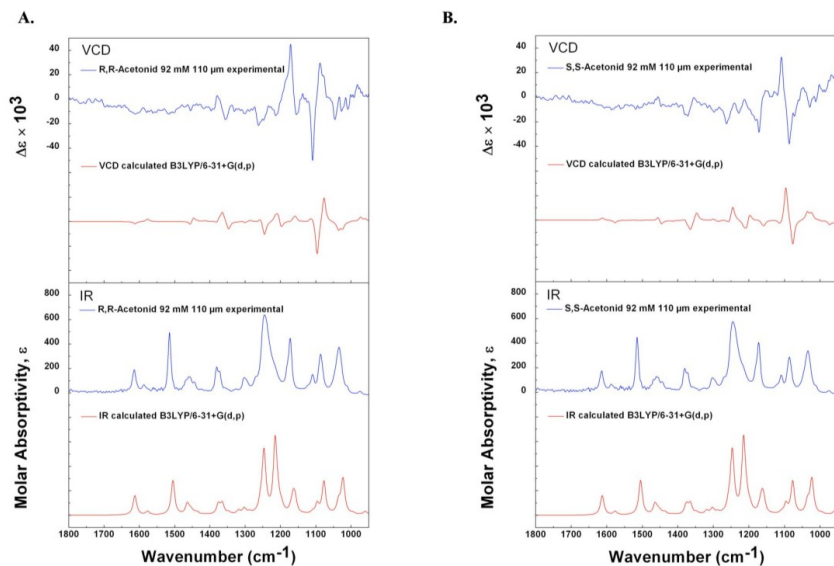 A.
VCD
R,R-Acetonid 92 mM 110 µm experimental
40
20
0
-20
-40
Δε × 10³
VCD calculated B3LYP/6-31+G(d,p)
IR
R,R-Acetonid 92 mM 110 µm experimental
800
600
400
200
0
Molar Absorptivity, ε
IR calculated B3LYP/6-31+G(d,p)
1800 1700 1600 1500 1400 1300 1200 1100 1000
Wavenumber (cm⁻¹)
B.
VCD
S,S-Acetonid 92 mM 110 µm experimental
40
20
0
-20
-40
Δε × 10³
VCD calculated B3LYP/6-31+G(d,p)
IR
S,S-Acetonid 92 mM 110 µm experimental
800
600
400
200
0
Molar Absorptivity, ε
IR calculated B3LYP/6-31+G(d,p)
1800 1700 1600 1500 1400 1300 1200 1100 1000
Wavenumber (cm⁻¹)